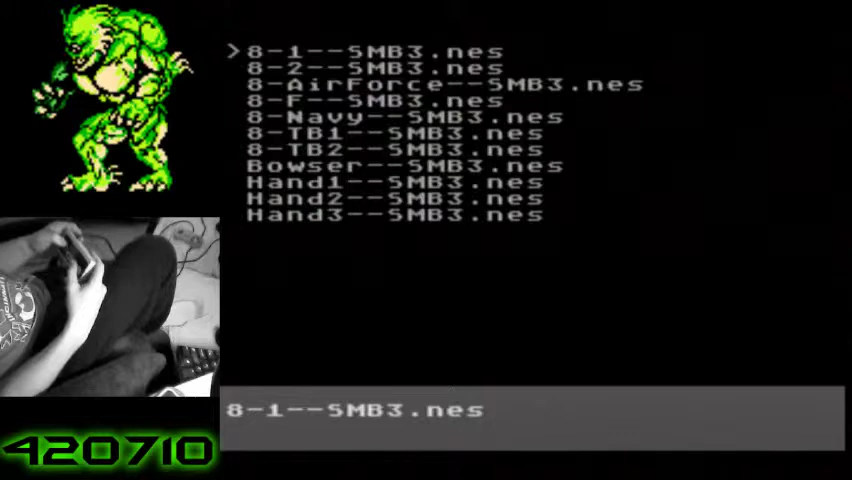 >8-1--SMB3.nes
8-2--SMB3.nes
8-AirForce--SMB3.nes
8-F--SMB3.nes
8-Navy--SMB3.nes
8-TB1--SMB3.nes
8-TB2--SMB3.nes
Bowser--SMB3.nes
Hand1--SMB3.nes
Hand2--SMB3.nes
Hand3--SMB3.nes
8-1--SMB3.nes
420710